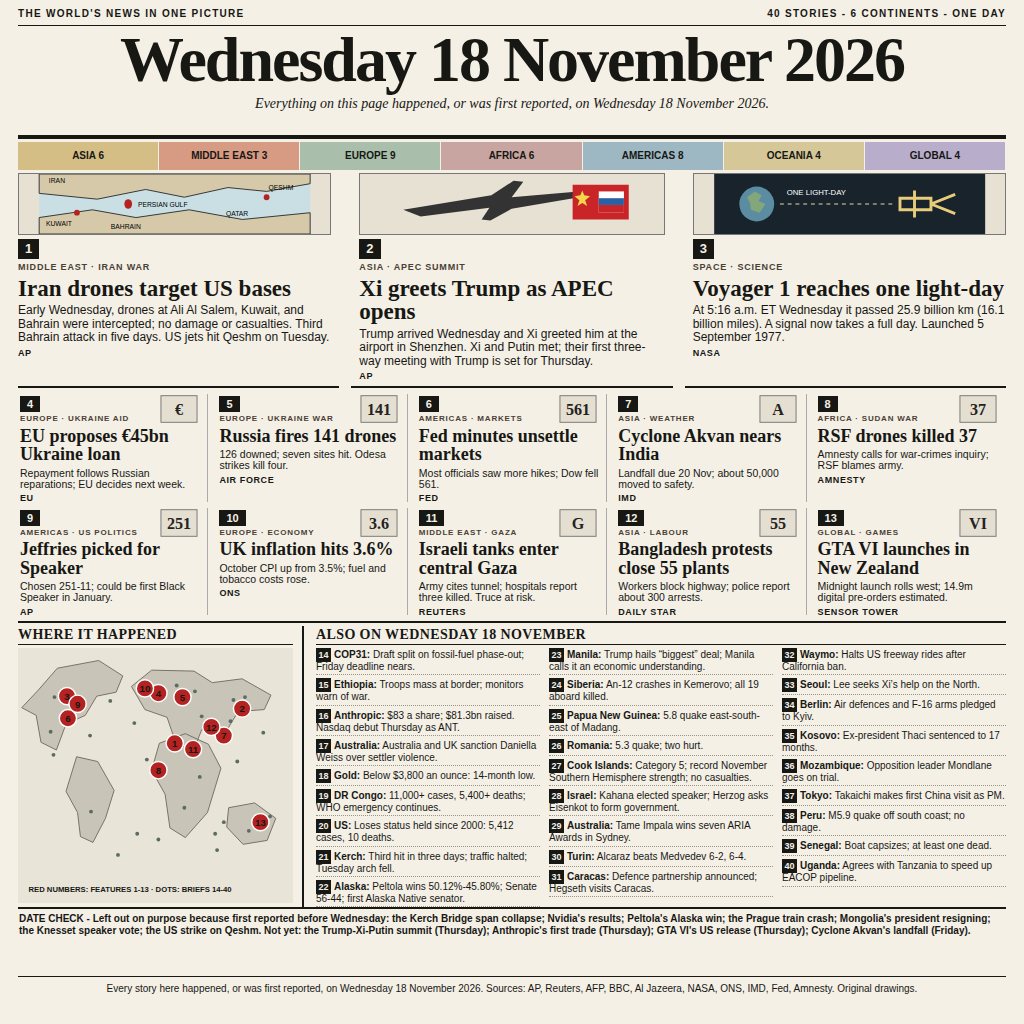 THE WORLD'S NEWS IN ONE PICTURE
40 STORIES - 6 CONTINENTS - ONE DAY
Wednesday 18 November 2026
Everything on this page happened, or was first reported, on Wednesday 18 November 2026.
ASIA 6
MIDDLE EAST 3
EUROPE 9
AFRICA 6
AMERICAS 8
OCEANIA 4
GLOBAL 4
IRAN
QESHM
PERSIAN GULF
QATAR
KUWAIT
BAHRAIN
1
MIDDLE EAST · IRAN WAR
Iran drones target US bases
Early Wednesday, drones at Ali Al Salem, Kuwait, and
Bahrain were intercepted; no damage or casualties. Third
Bahrain attack in five days. US jets hit Qeshm on Tuesday.
AP
2
ASIA · APEC SUMMIT
Xi greets Trump as APEC
opens
Trump arrived Wednesday and Xi greeted him at the
airport in Shenzhen. Xi and Putin met; their first three-
way meeting with Trump is set for Thursday.
AP
ONE LIGHT-DAY
3
SPACE · SCIENCE
Voyager 1 reaches one light-day
At 5:16 a.m. ET Wednesday it passed 25.9 billion km (16.1
billion miles). A signal now takes a full day. Launched 5
September 1977.
NASA
4
€
EUROPE · UKRAINE AID
EU proposes €45bn
Ukraine loan
Repayment follows Russian
reparations; EU decides next week.
EU
5
141
EUROPE · UKRAINE WAR
Russia fires 141 drones
126 downed; seven sites hit. Odesa
strikes kill four.
AIR FORCE
6
561
AMERICAS · MARKETS
Fed minutes unsettle
markets
Most officials saw more hikes; Dow fell
561.
FED
7
A
ASIA · WEATHER
Cyclone Akvan nears
India
Landfall due 20 Nov; about 50,000
moved to safety.
IMD
8
37
AFRICA · SUDAN WAR
RSF drones killed 37
Amnesty calls for war-crimes inquiry;
RSF blames army.
AMNESTY
9
251
AMERICAS · US POLITICS
Jeffries picked for
Speaker
Chosen 251-11; could be first Black
Speaker in January.
AP
10
3.6
EUROPE · ECONOMY
UK inflation hits 3.6%
October CPI up from 3.5%; fuel and
tobacco costs rose.
ONS
11
G
MIDDLE EAST · GAZA
Israeli tanks enter
central Gaza
Army cites tunnel; hospitals report
three killed. Truce at risk.
REUTERS
12
55
ASIA · LABOUR
Bangladesh protests
close 55 plants
Workers block highway; police report
about 300 arrests.
DAILY STAR
13
VI
GLOBAL · GAMES
GTA VI launches in
New Zealand
Midnight launch rolls west; 14.9m
digital pre-orders estimated.
SENSOR TOWER
WHERE IT HAPPENED
3
9
6
10
4
5
2
12
7
1
11
8
13
RED NUMBERS: FEATURES 1-13 · DOTS: BRIEFS 14-40
ALSO ON WEDNESDAY 18 NOVEMBER
14 COP31: Draft split on fossil-fuel phase-out;
Friday deadline nears.
15 Ethiopia: Troops mass at border; monitors
warn of war.
16 Anthropic: $83 a share; $81.3bn raised.
Nasdaq debut Thursday as ANT.
17 Australia: Australia and UK sanction Daniella
Weiss over settler violence.
18 Gold: Below $3,800 an ounce: 14-month low.
19 DR Congo: 11,000+ cases, 5,400+ deaths;
WHO emergency continues.
20 US: Loses status held since 2000: 5,412
cases, 10 deaths.
21 Kerch: Third hit in three days; traffic halted;
Tuesday arch fell.
22 Alaska: Peltola wins 50.12%-45.80%; Senate
56-44; first Alaska Native senator.
23 Manila: Trump hails “biggest” deal; Manila
calls it an economic understanding.
24 Siberia: An-12 crashes in Kemerovo; all 19
aboard killed.
25 Papua New Guinea: 5.8 quake east-south-
east of Madang.
26 Romania: 5.3 quake; two hurt.
27 Cook Islands: Category 5; record November
Southern Hemisphere strength; no casualties.
28 Israel: Kahana elected speaker; Herzog asks
Eisenkot to form government.
29 Australia: Tame Impala wins seven ARIA
Awards in Sydney.
30 Turin: Alcaraz beats Medvedev 6-2, 6-4.
31 Caracas: Defence partnership announced;
Hegseth visits Caracas.
32 Waymo: Halts US freeway rides after
California ban.
33 Seoul: Lee seeks Xi's help on the North.
34 Berlin: Air defences and F-16 arms pledged
to Kyiv.
35 Kosovo: Ex-president Thaci sentenced to 17
months.
36 Mozambique: Opposition leader Mondlane
goes on trial.
37 Tokyo: Takaichi makes first China visit as PM.
38 Peru: M5.9 quake off south coast; no
damage.
39 Senegal: Boat capsizes; at least one dead.
40 Uganda: Agrees with Tanzania to speed up
EACOP pipeline.
DATE CHECK - Left out on purpose because first reported before Wednesday: the Kerch Bridge span collapse; Nvidia's results; Peltola's Alaska win; the Prague train crash; Mongolia's president resigning;
the Knesset speaker vote; the US strike on Qeshm. Not yet: the Trump-Xi-Putin summit (Thursday); Anthropic's first trade (Thursday); GTA VI's US release (Thursday); Cyclone Akvan's landfall (Friday).
Every story here happened, or was first reported, on Wednesday 18 November 2026. Sources: AP, Reuters, AFP, BBC, Al Jazeera, NASA, ONS, IMD, Fed, Amnesty. Original drawings.